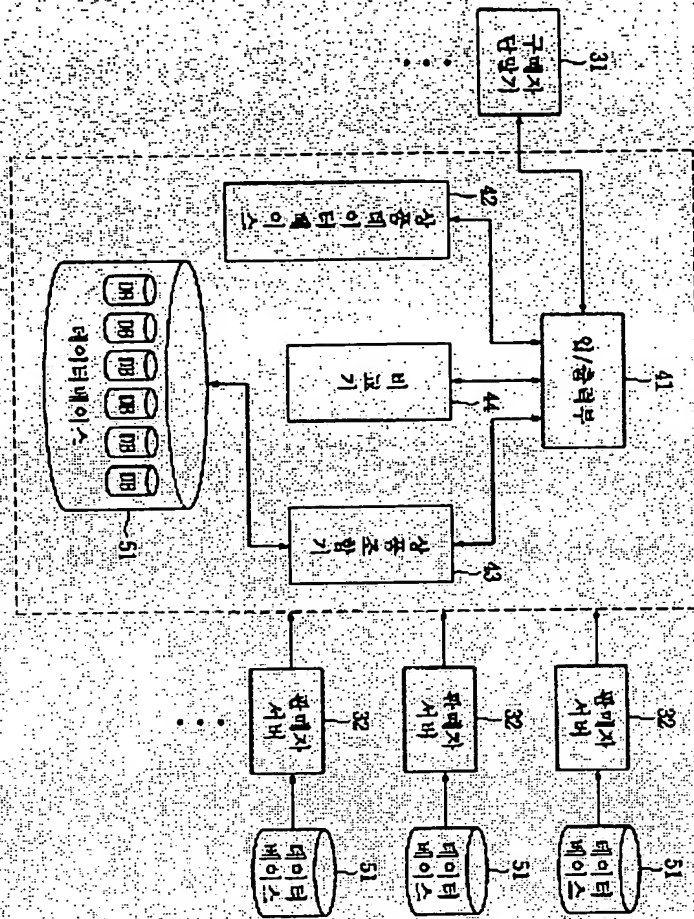 데이터
베이스
51
데이터
베이스
51
데이터
베이스
51
판매자
서버
32
판매자
서버
32
판매자
서버
32
입/출력부
41
비교기
44
상품조합기
43
상품데이터베이스
42
데이터베이스
DB DB DB DB DB DB
51
구매자
단말기
31